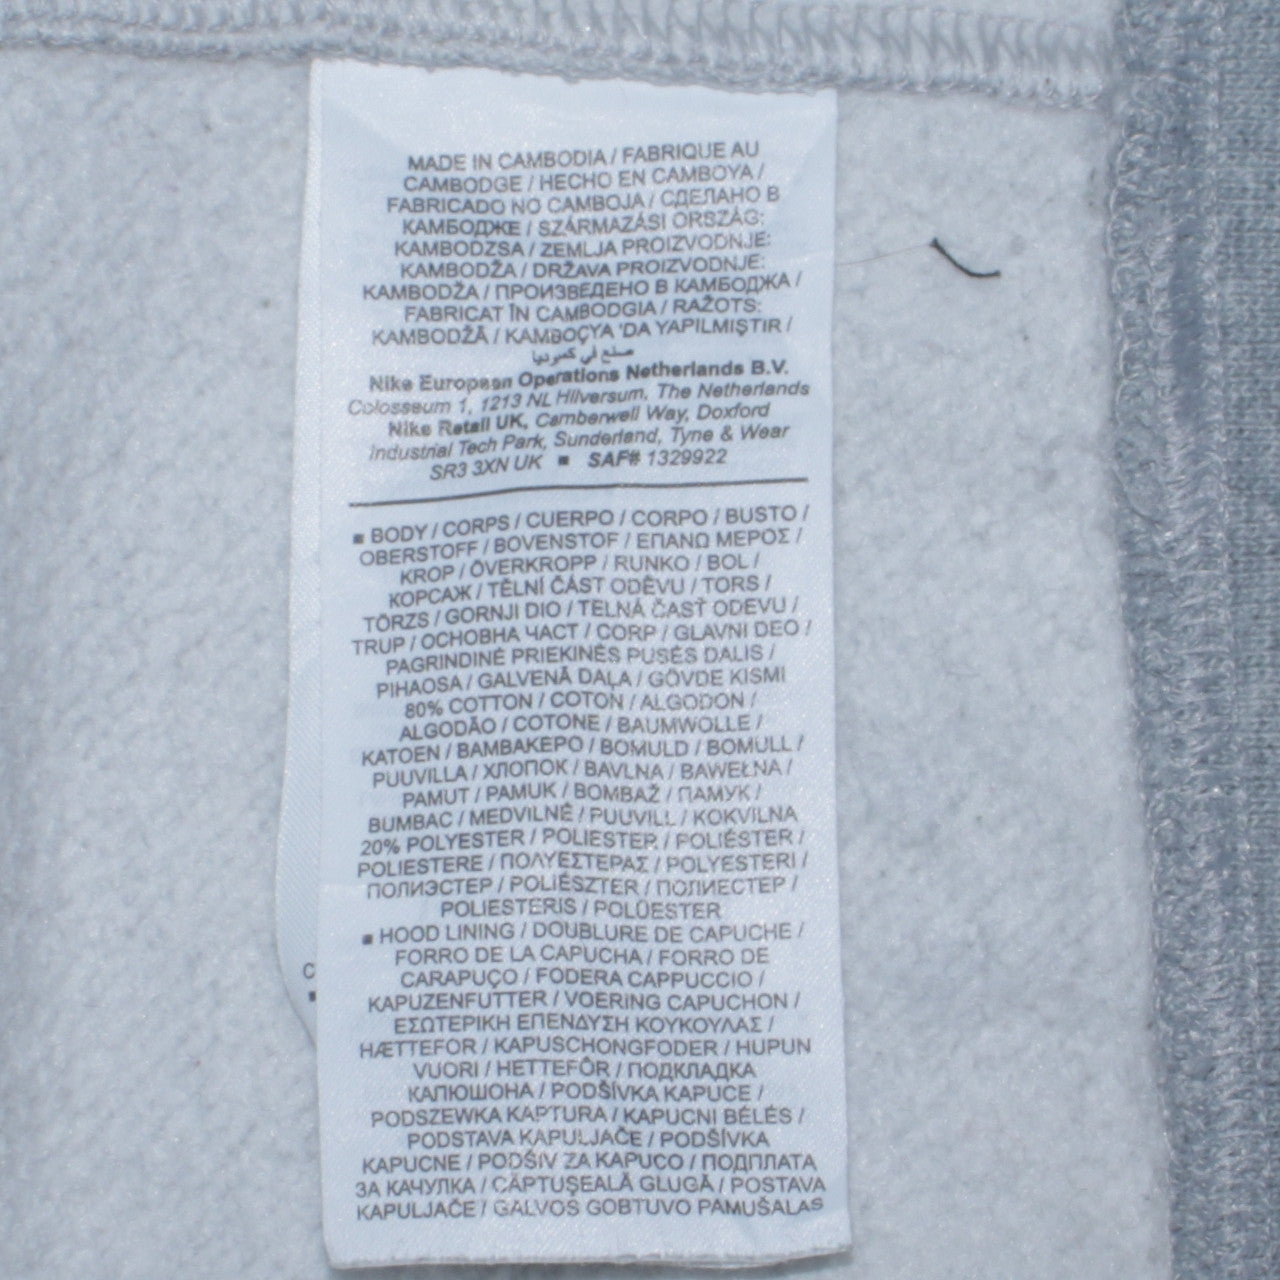 MADE IN CAMBODIA / FABRIQUE AU
CAMBODGE / HECHO EN CAMBOYA /
FABRICADO NO CAMBOJA / СДЕЛАНО В
КАМБОДЖЕ / SZÁRMAZÁSI ORSZÁG:
KAMBODZSA / ZEMLJA PROIZVODNJE:
KAMBODŽA / DRŽAVA PROIZVODNJE:
KAMBODŽA / ПРОИЗВЕДЕНО В КАМБОДЖА /
FABRICAT ÎN CAMBODGIA / RAŽOTS:
KAMBODŽĀ / KAMBOÇYA 'DA YAPILMIŞTIR /
صنع في كمبوديا
Nike European Operations Netherlands B.V.
Colosseum 1, 1213 NL Hilversum, The Netherlands
Nike Retail UK, Camberwell Way, Doxford
Industrial Tech Park, Sunderland, Tyne & Wear
SR3 3XN UK ■ SAF# 1329922
■ BODY / CORPS / CUERPO / CORPO / BUSTO /
OBERSTOFF / BOVENSTOF / ΕΠΑΝΩ ΜΕΡΟΣ /
KROP / ÖVERKROPP / RUNKO / BOL /
КОРСАЖ / TĚLNÍ ČÁST ODĚVU / TORS /
TÖRZS / GORNJI DIO / TELNÁ ČASŤ ODEVU /
TRUP / ОСНОВНА ЧАСТ / CORP / GLAVNI DEO /
PAGRINDINĖ PRIEKINĖS PUSĖS DALIS /
PIHAOSA / GALVENĀ DAĻA / GÖVDE KISMI
80% COTTON / COTON / ALGODON /
ALGODÃO / COTONE / BAUMWOLLE /
KATOEN / ΒΑΜΒΑΚΕΡΟ / BOMULD / BOMULL /
PUUVILLA / ХЛОПОК / BAVLNA / BAWEŁNA /
PAMUT / PAMUK / BOMBAŽ / ПАМУК /
BUMBAC / MEDVILNĖ / PUUVILL / KOKVILNA
20% POLYESTER / POLIESTER / POLIÉSTER /
POLIESTERE / ΠΟΛΥΕΣΤΕΡΑΣ / POLYESTERI /
ПОЛИЭСТЕР / POLIÉSZTER / ПОЛИЕСТЕР /
POLIESTERIS / POLÜESTER
■ HOOD LINING / DOUBLURE DE CAPUCHE /
FORRO DE LA CAPUCHA / FORRO DE
CARAPUÇO / FODERA CAPPUCCIO /
KAPUZENFUTTER / VOERING CAPUCHON /
ΕΣΩΤΕΡΙΚΗ ΕΠΕΝΔΥΣΗ ΚΟΥΚΟΥΛΑΣ /
HÆTTEFOR / KAPUSCHONGFODER / HUPUN
VUORI / HETTEFÔR / ПОДКЛАДКА
КАПЮШОНА / PODŠÍVKA KAPUCE /
PODSZEWKA KAPTURA / KAPUCNI BÉLÉS /
PODSTAVA KAPULJAČE / PODŠÍVKA
KAPUCNE / PODŠIV ZA KAPUCO / ПОДПЛАТА
ЗА КАЧУЛКА / CĂPTUŞEALĂ GLUGĂ / POSTAVA
KAPULJAČE / GALVOS GOBTUVO PAMUŠALAS
C